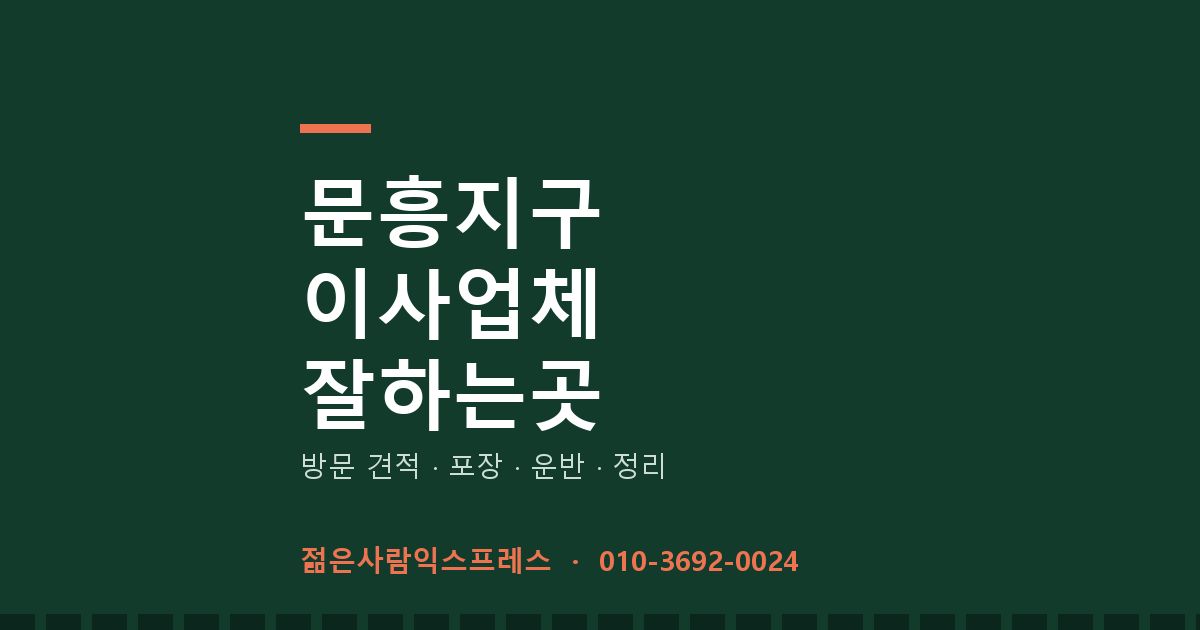 문흥지구
이사업체
잘하는곳
방문 견적 · 포장 · 운반 · 정리
젊은사람익스프레스 · 010-3692-0024